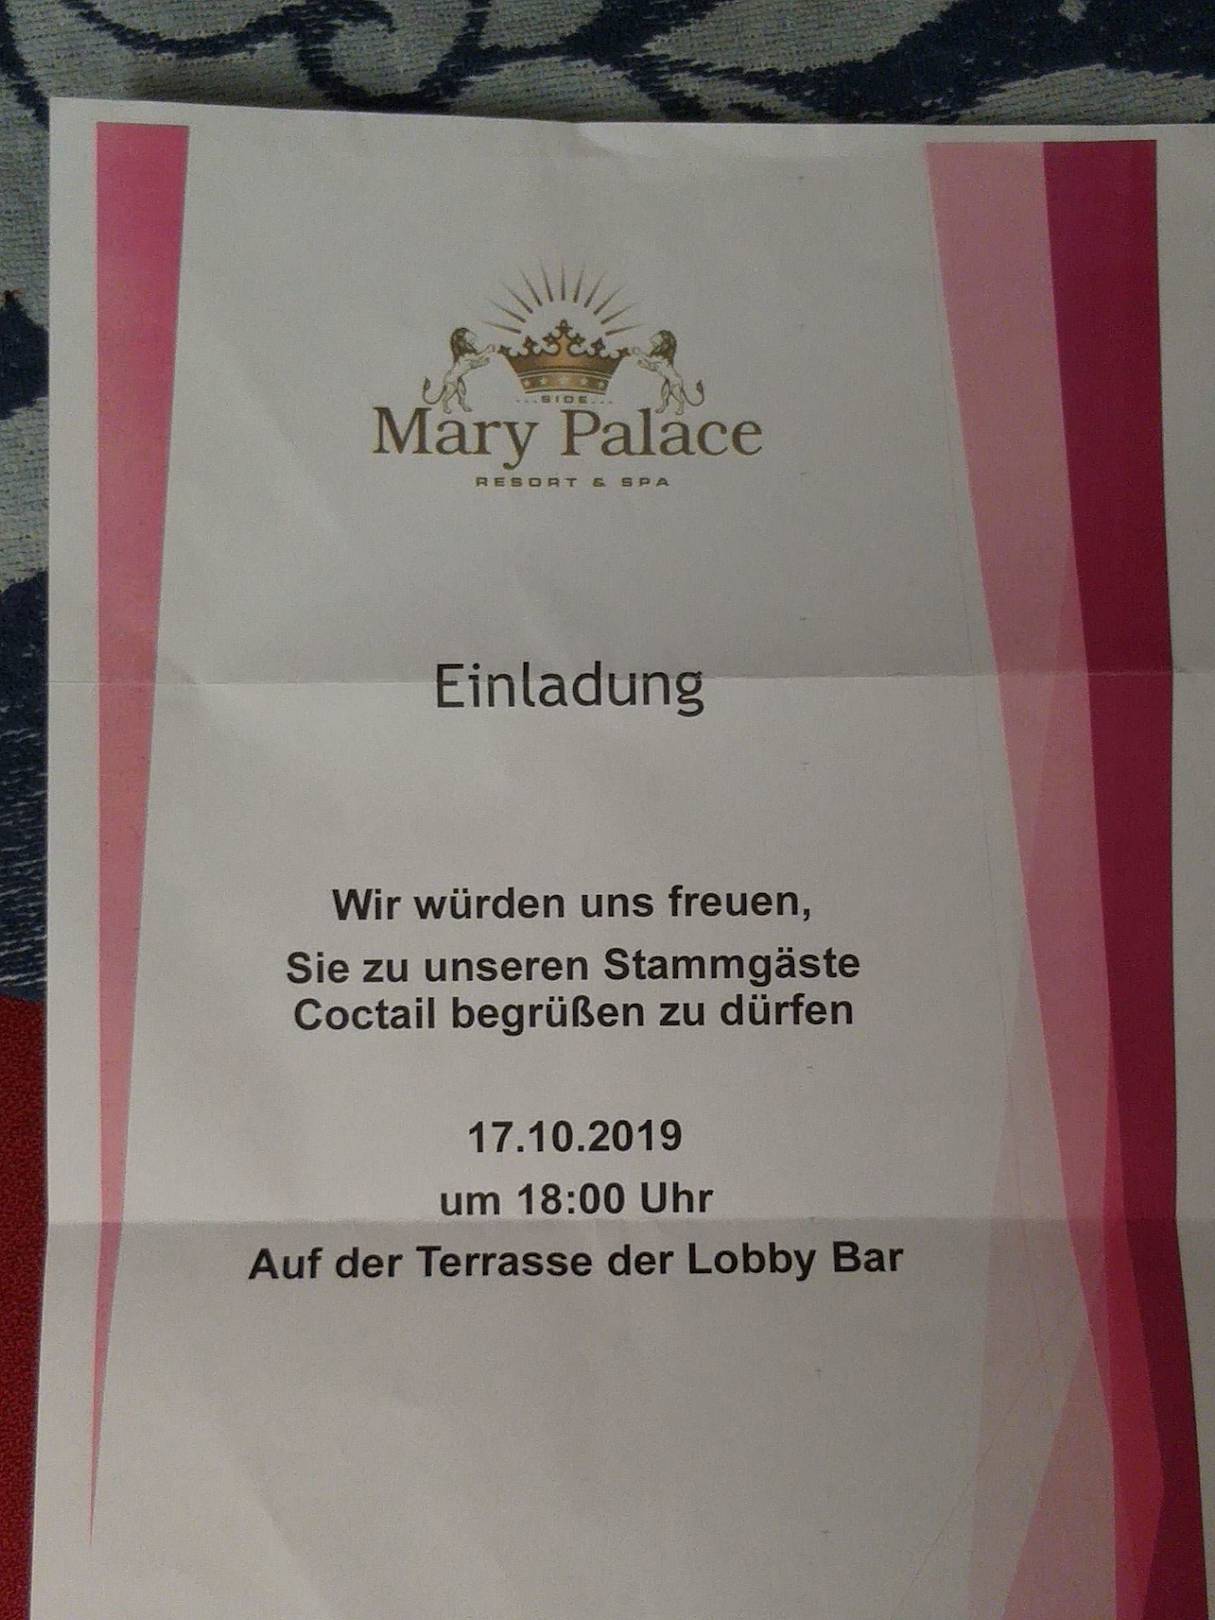 ...SIDE...
Mary Palace
RESORT & SPA
Einladung
Wir würden uns freuen,
Sie zu unseren Stammgäste
Coctail begrüßen zu dürfen
17.10.2019
um 18:00 Uhr
Auf der Terrasse der Lobby Bar